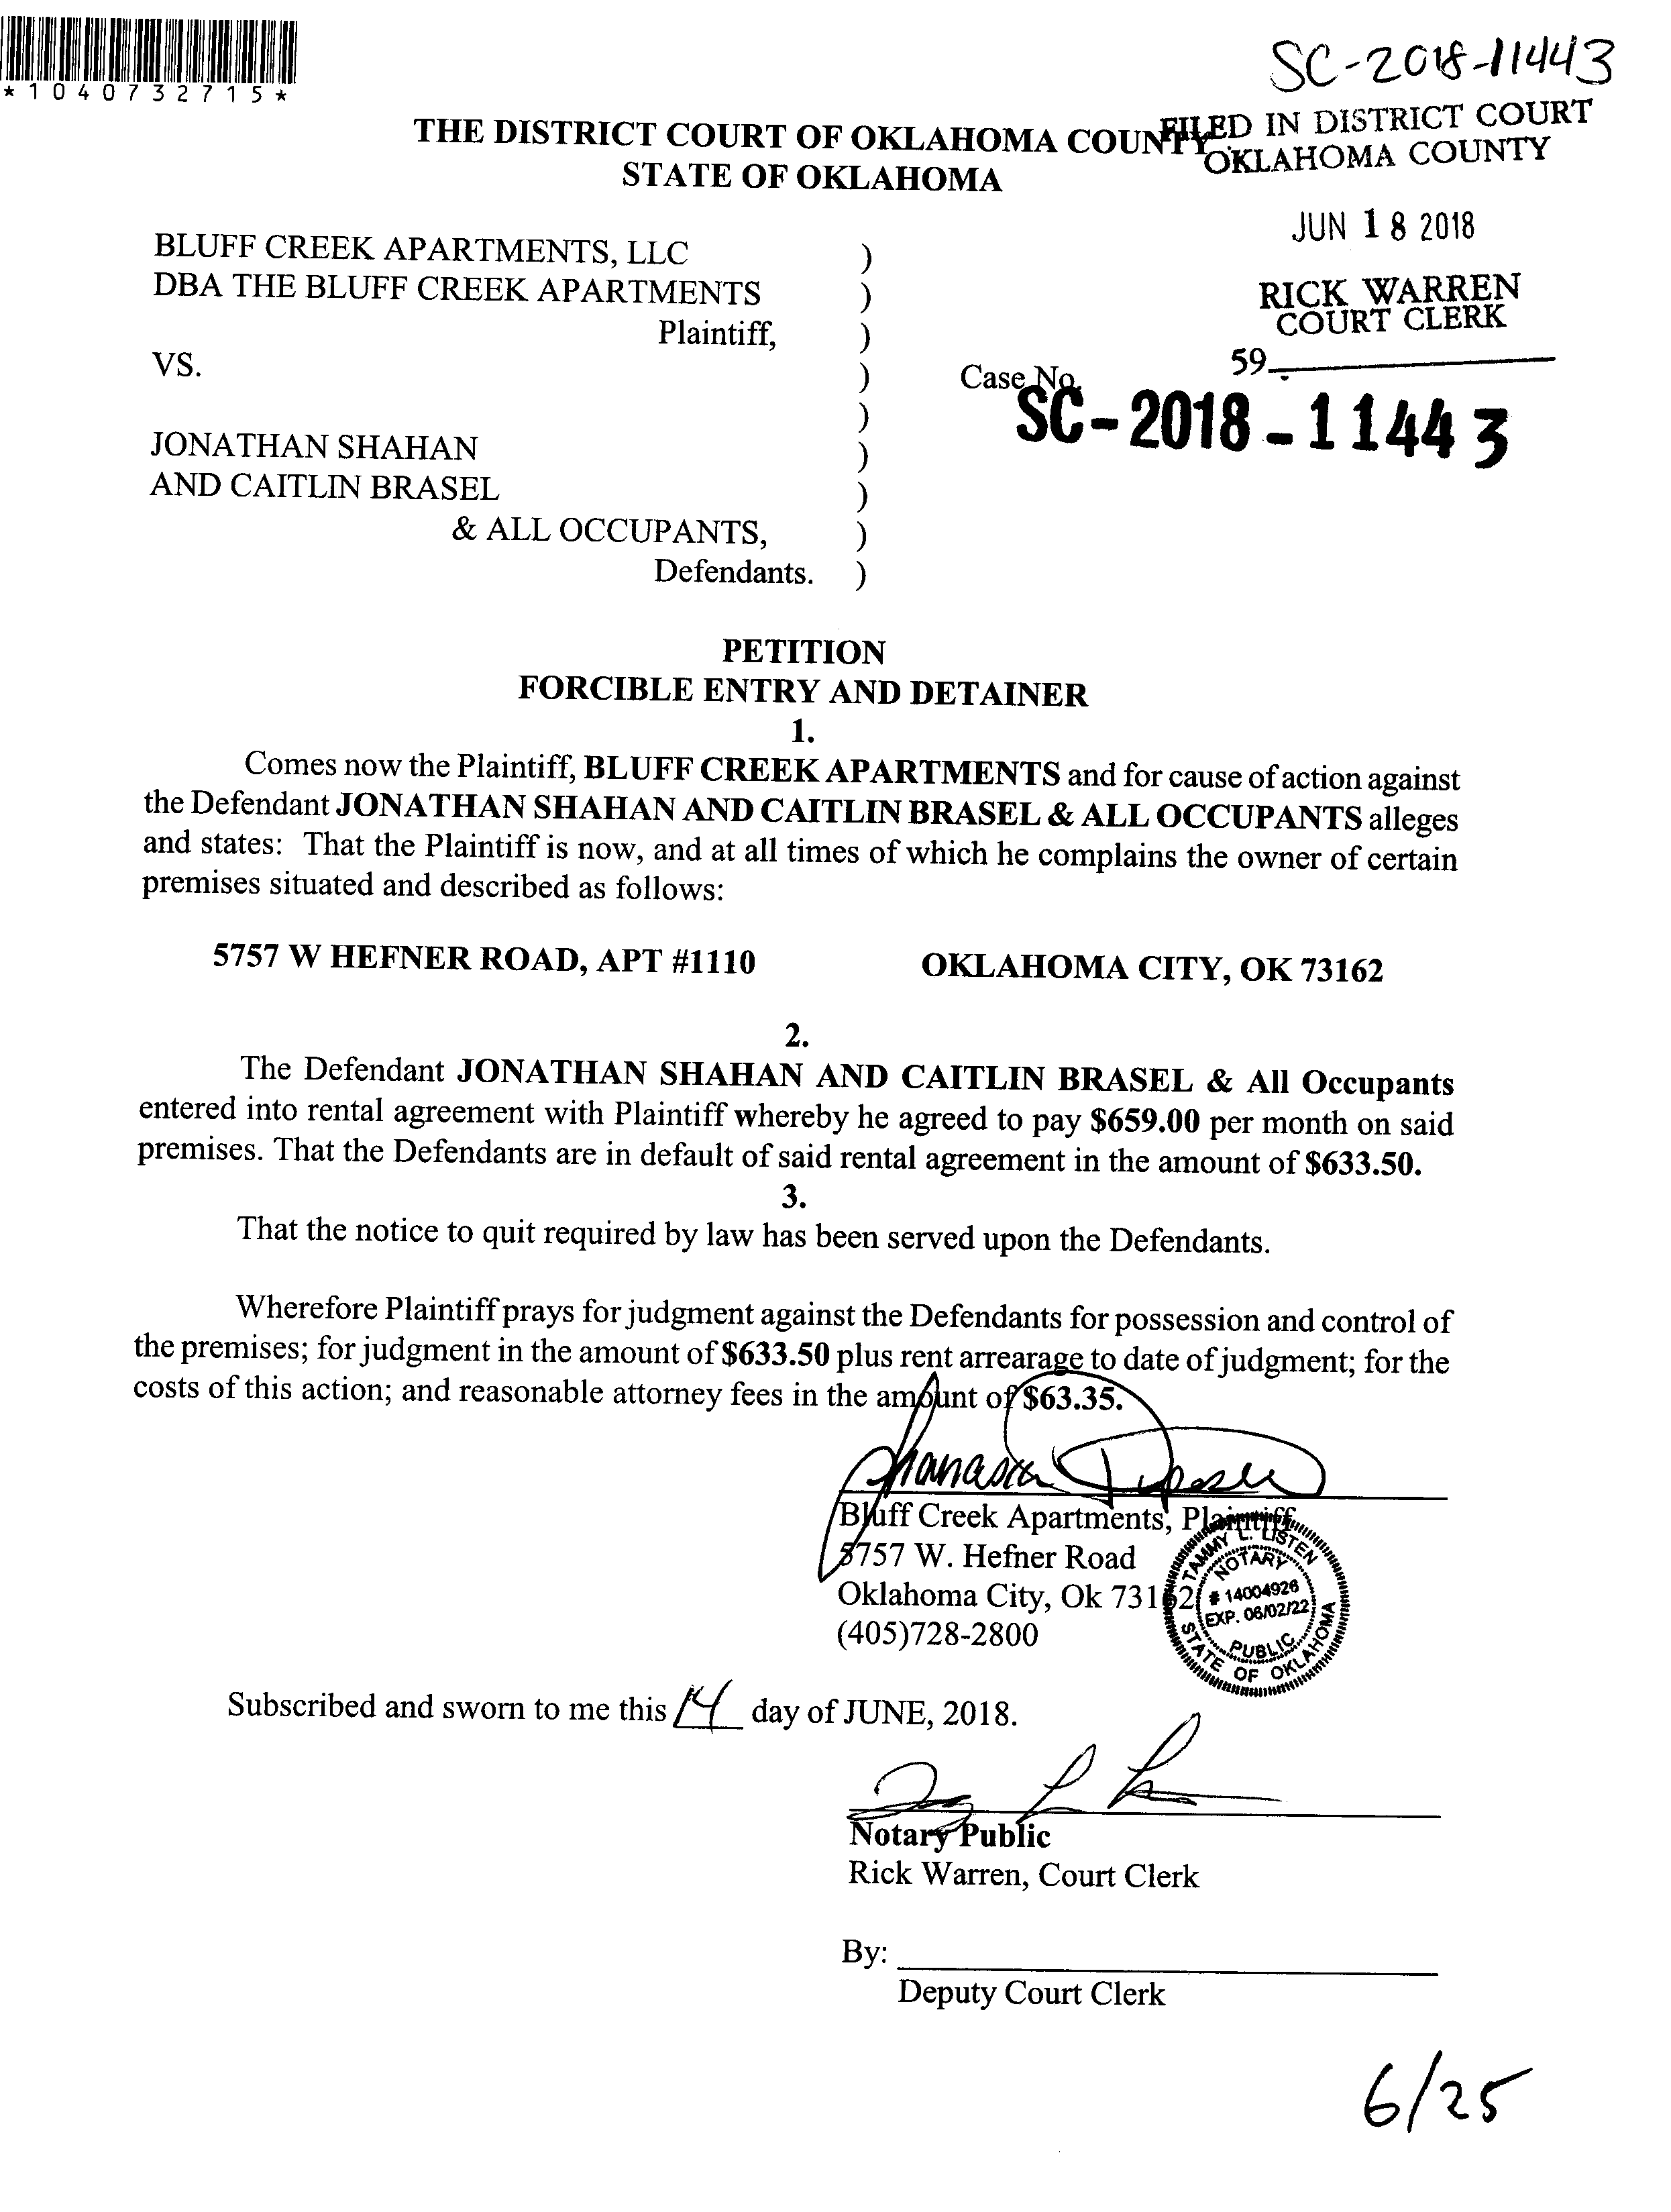 *1040732715*
SC-2018-11443
THE DISTRICT COURT OF OKLAHOMA COUNTY
STATE OF OKLAHOMA
FILED IN DISTRICT COURT
OKLAHOMA COUNTY
JUN 18 2018
RICK WARREN
COURT CLERK
59
BLUFF CREEK APARTMENTS, LLC )
DBA THE BLUFF CREEK APARTMENTS )
Plaintiff, )
VS. )
)
JONATHAN SHAHAN )
AND CAITLIN BRASEL )
& ALL OCCUPANTS, )
Defendants. )
Case No.
SC-2018-11443
PETITION
FORCIBLE ENTRY AND DETAINER
1.
Comes now the Plaintiff, BLUFF CREEK APARTMENTS and for cause of action against
the Defendant JONATHAN SHAHAN AND CAITLIN BRASEL & ALL OCCUPANTS alleges
and states: That the Plaintiff is now, and at all times of which he complains the owner of certain
premises situated and described as follows:
5757 W HEFNER ROAD, APT #1110 OKLAHOMA CITY, OK 73162
2.
The Defendant JONATHAN SHAHAN AND CAITLIN BRASEL & All Occupants
entered into rental agreement with Plaintiff whereby he agreed to pay $659.00 per month on said
premises. That the Defendants are in default of said rental agreement in the amount of $633.50.
3.
That the notice to quit required by law has been served upon the Defendants.
Wherefore Plaintiff prays for judgment against the Defendants for possession and control of
the premises; for judgment in the amount of $633.50 plus rent arrearage to date of judgment; for the
costs of this action; and reasonable attorney fees in the amount of $63.35.
Bluff Creek Apartments, Plaintiff
5757 W. Hefner Road
Oklahoma City, Ok 73162
(405)728-2800
TAMMY L. LISTEN
NOTARY
# 14004926
EXP. 06/02/22
PUBLIC
STATE OF OKLAHOMA
Subscribed and sworn to me this 14 day of JUNE, 2018.
Notary Public
Rick Warren, Court Clerk
By:
Deputy Court Clerk
6/25